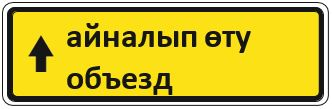 айналып өту
объезд